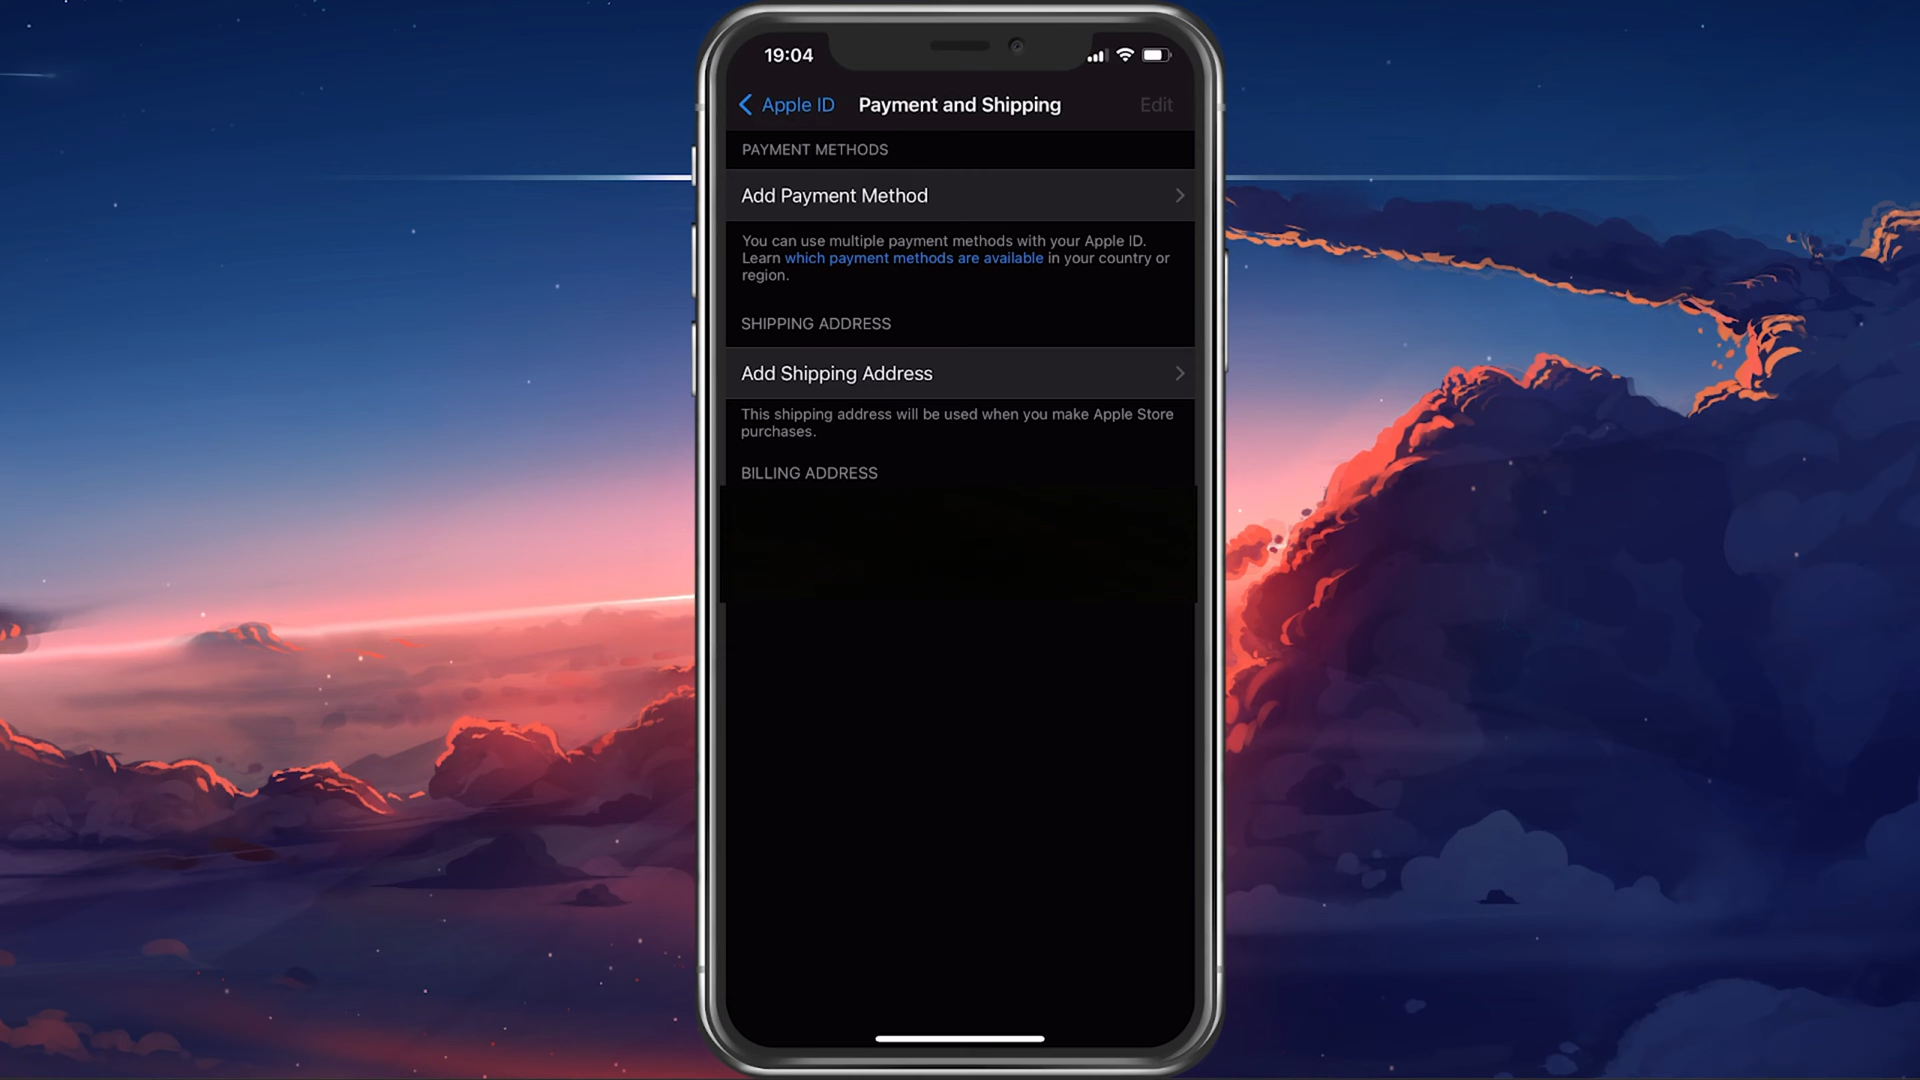 19:04
Apple ID
Payment and Shipping
Edit
PAYMENT METHODS
Add Payment Method
You can use multiple payment methods with your Apple ID.
Learn which payment methods are available in your country or
region.
SHIPPING ADDRESS
Add Shipping Address
This shipping address will be used when you make Apple Store
purchases.
BILLING ADDRESS